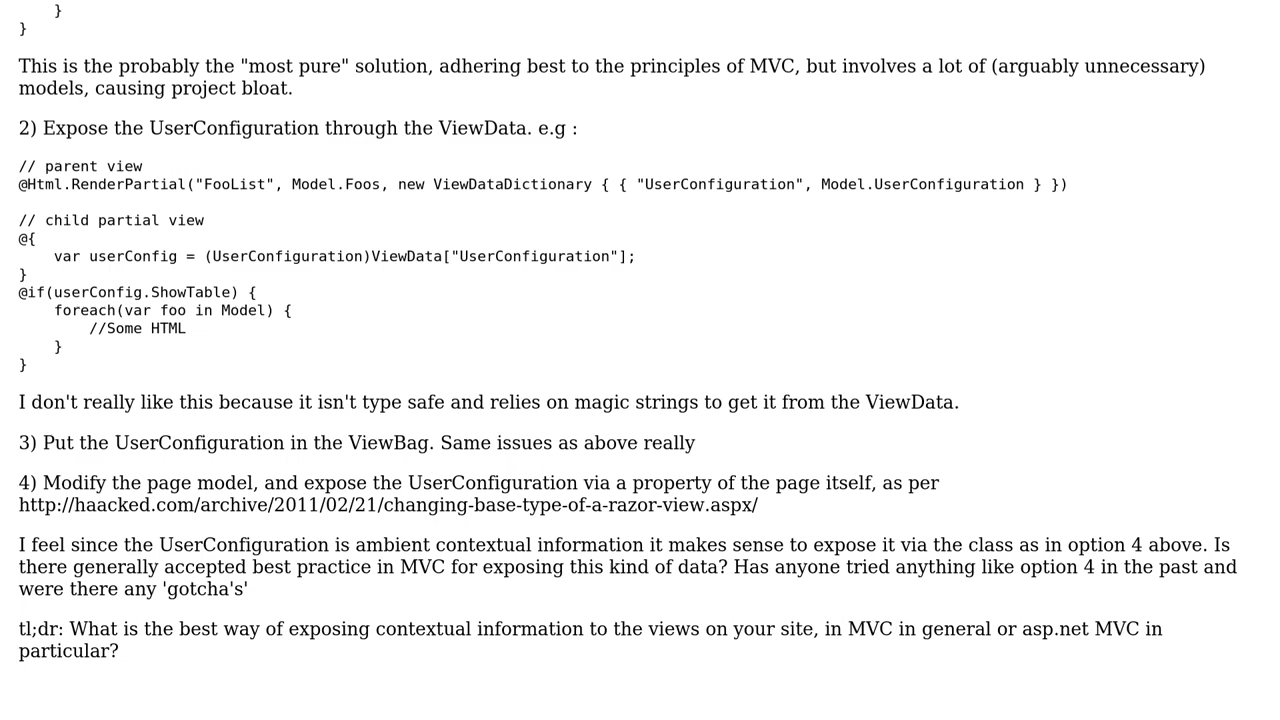 }
}
This is the probably the "most pure" solution, adhering best to the principles of MVC, but involves a lot of (arguably unnecessary)
models, causing project bloat.
2) Expose the UserConfiguration through the ViewData. e.g :
// parent view
@Html.RenderPartial("FooList", Model.Foos, new ViewDataDictionary { { "UserConfiguration", Model.UserConfiguration } })
// child partial view
@{
    var userConfig = (UserConfiguration)ViewData["UserConfiguration"];
}
@if(userConfig.ShowTable) {
    foreach(var foo in Model) {
        //Some HTML
    }
}
I don't really like this because it isn't type safe and relies on magic strings to get it from the ViewData.
3) Put the UserConfiguration in the ViewBag. Same issues as above really
4) Modify the page model, and expose the UserConfiguration via a property of the page itself, as per
http://haacked.com/archive/2011/02/21/changing-base-type-of-a-razor-view.aspx/
I feel since the UserConfiguration is ambient contextual information it makes sense to expose it via the class as in option 4 above. Is
there generally accepted best practice in MVC for exposing this kind of data? Has anyone tried anything like option 4 in the past and
were there any 'gotcha's'
tl;dr: What is the best way of exposing contextual information to the views on your site, in MVC in general or asp.net MVC in
particular?